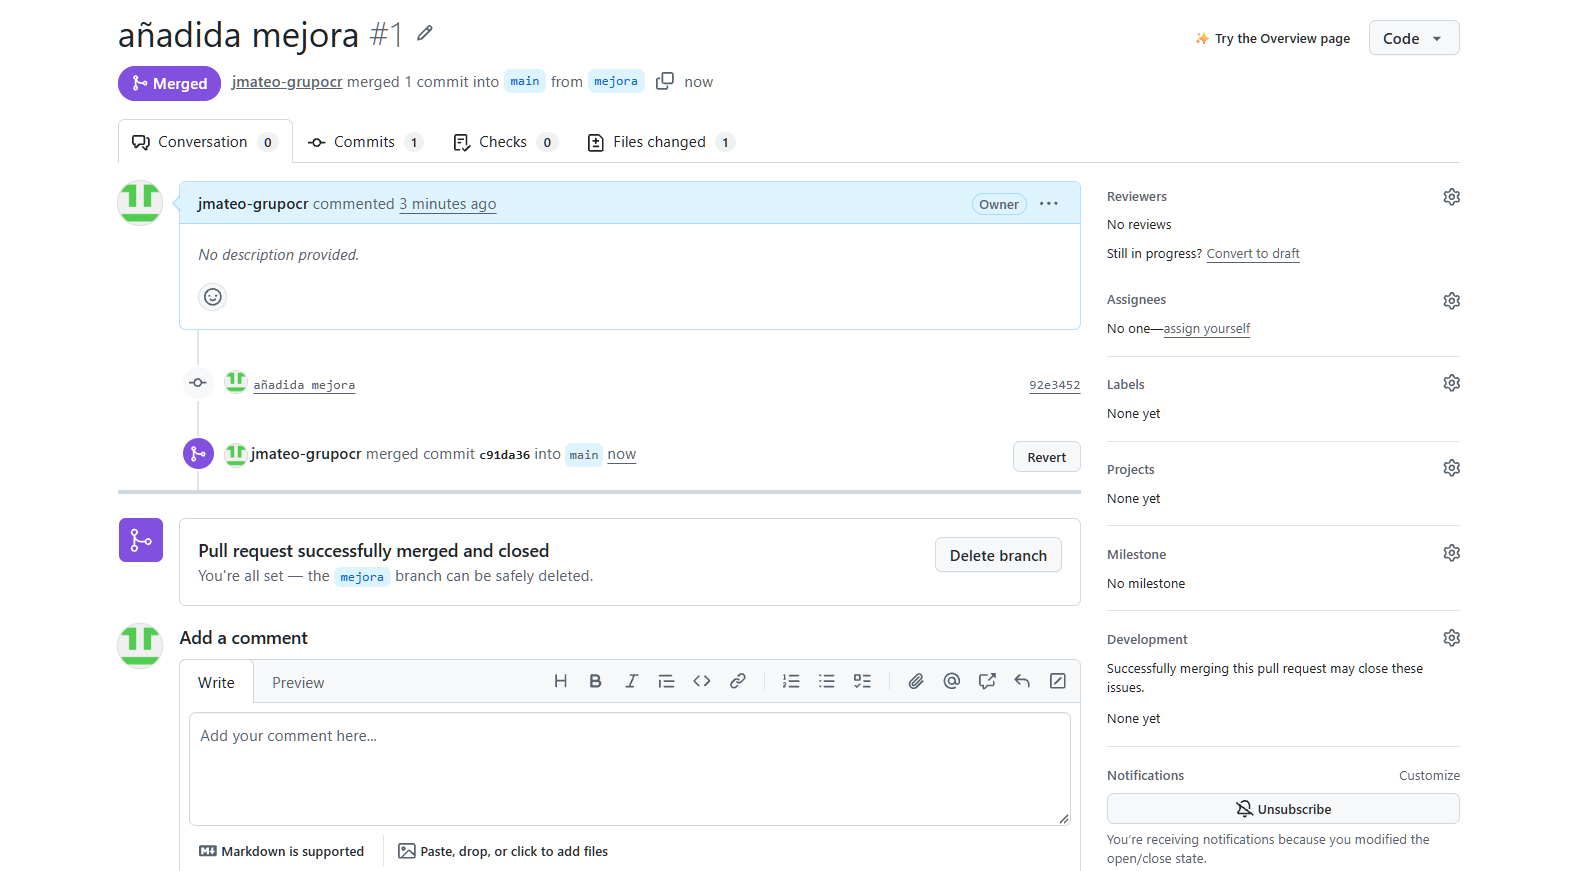 añadida mejora #1
✨ Try the Overview page
Code
Merged
jmateo-grupocr merged 1 commit into main from mejora now
Conversation 0
Commits 1
Checks 0
Files changed 1
jmateo-grupocr commented 3 minutes ago
Owner
No description provided.
añadida mejora
92e3452
jmateo-grupocr merged commit c91da36 into main now
Revert
Pull request successfully merged and closed
You're all set — the mejora branch can be safely deleted.
Delete branch
Add a comment
Write
Preview
Add your comment here...
Markdown is supported
Paste, drop, or click to add files
Reviewers
No reviews
Still in progress? Convert to draft
Assignees
No one—assign yourself
Labels
None yet
Projects
None yet
Milestone
No milestone
Development
Successfully merging this pull request may close these
issues.
None yet
Notifications
Customize
Unsubscribe
You're receiving notifications because you modified the
open/close state.